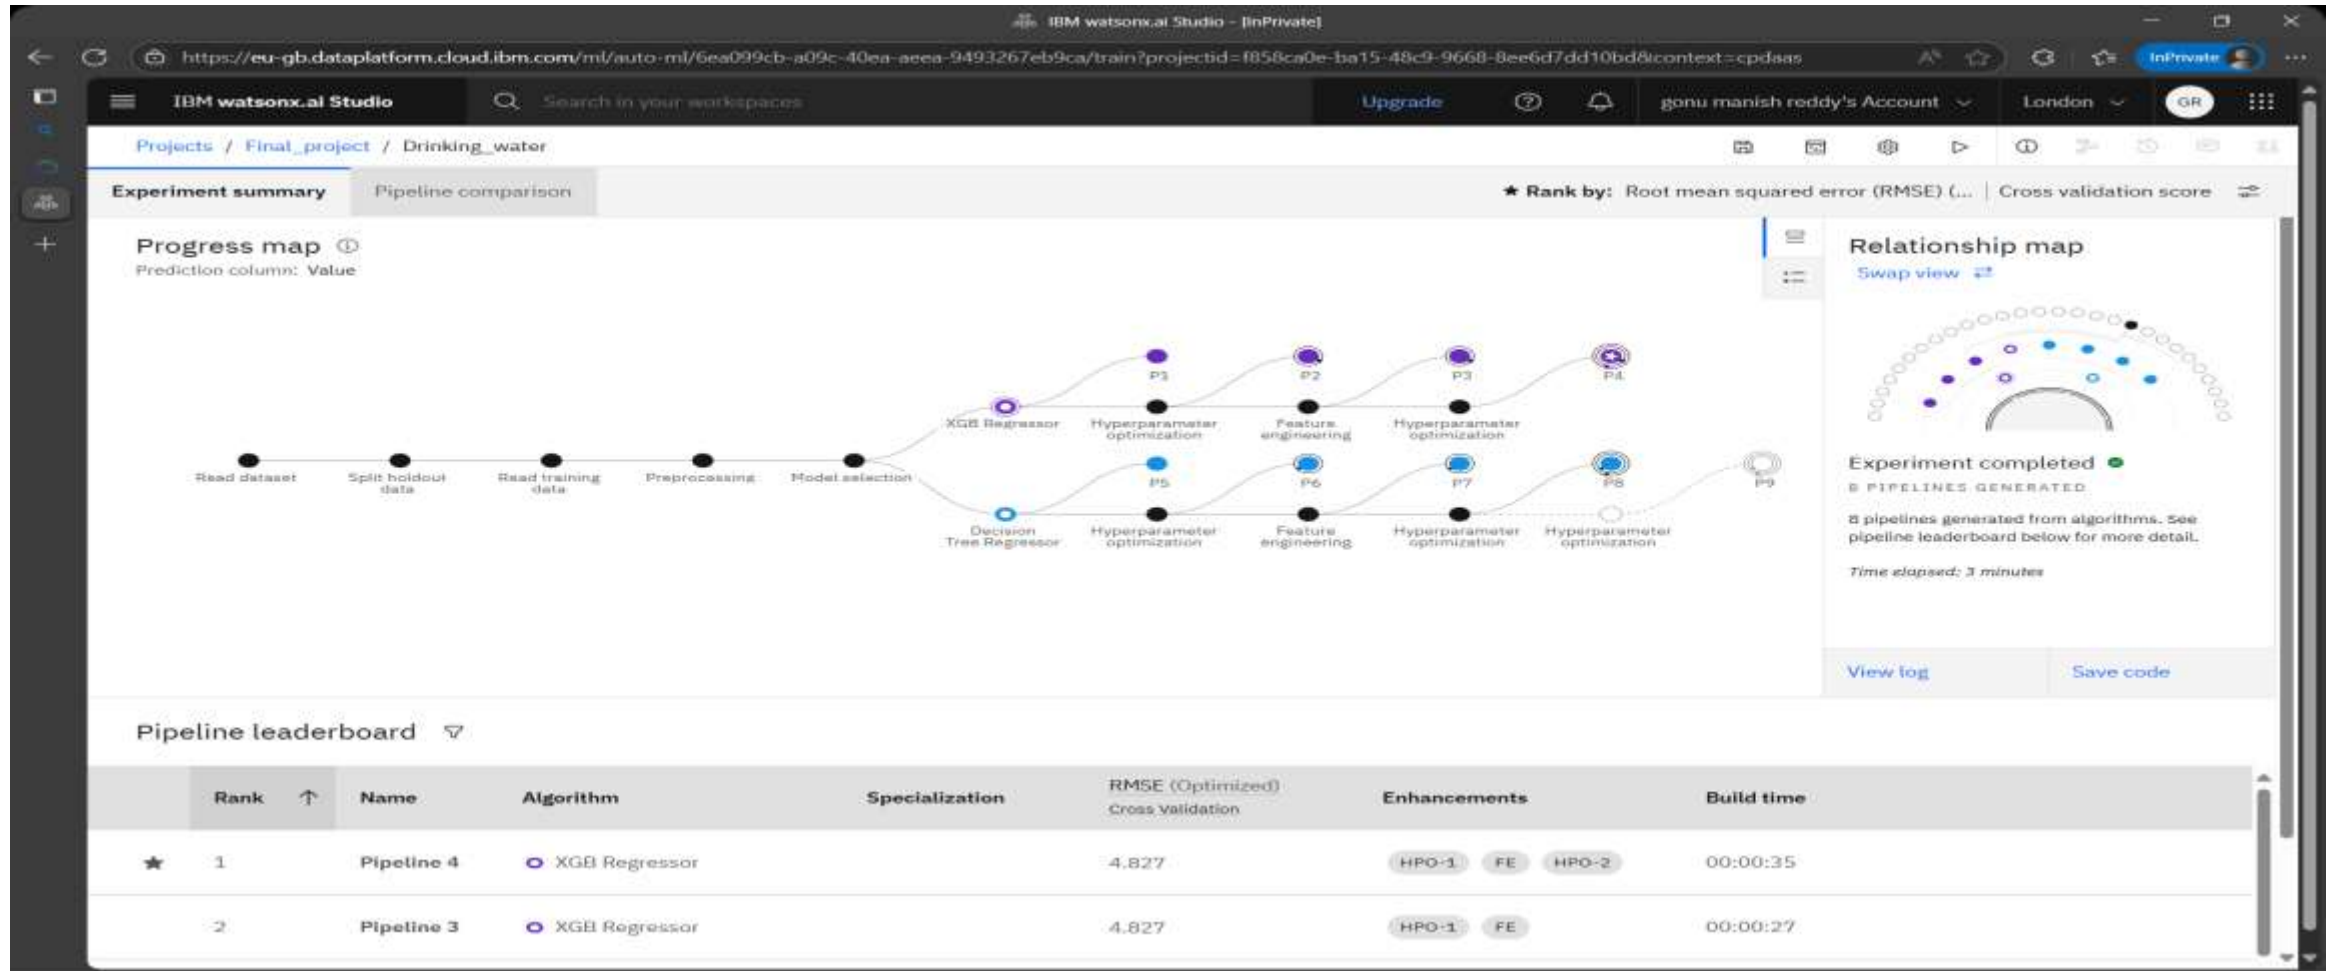 IBM watsonx.ai Studio - [InPrivate]
https://eu-gb.dataplatform.cloud.ibm.com/ml/auto-ml/6ea099cb-a09c-40ea-aeea-9493267eb9ca/train?projectid=f858ca0e-ba15-48c9-9668-8ee6d7dd10bd&context=cpdaas
InPrivate
IBM watsonx.ai Studio
Search in your workspaces
Upgrade
gonu manish reddy's Account
London
GR
Projects / Final_project / Drinking_water
Experiment summary
Pipeline comparison
★ Rank by: Root mean squared error (RMSE) (... | Cross validation score
Progress map
Prediction column: Value
Relationship map
Swap view
P1
P2
P3
P4
XGB Regressor
Hyperparameter
optimization
Feature
engineering
Hyperparameter
optimization
Read dataset
Split holdout
data
Read training
data
Preprocessing
Model selection
P5
P6
P7
P8
P9
Decision
Tree Regressor
Hyperparameter
optimization
Feature
engineering
Hyperparameter
optimization
Hyperparameter
optimization
Experiment completed
8 PIPELINES GENERATED
8 pipelines generated from algorithms. See
pipeline leaderboard below for more detail.
Time elapsed: 3 minutes
View log
Save code
Pipeline leaderboard
Rank ↑ Name Algorithm Specialization RMSE (Optimized) Enhancements Build time
Cross Validation
★ 1 Pipeline 4 XGB Regressor 4.827 HPO-1 FE HPO-2 00:00:35
2 Pipeline 3 XGB Regressor 4.827 HPO-1 FE 00:00:27